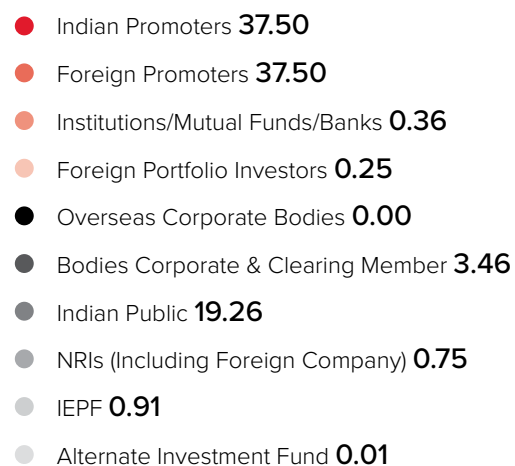 Indian Promoters 37.50
Foreign Promoters 37.50
Institutions/Mutual Funds/Banks 0.36
Foreign Portfolio Investors 0.25
Overseas Corporate Bodies 0.00
Bodies Corporate & Clearing Member 3.46
Indian Public 19.26
NRIs (Including Foreign Company) 0.75
IEPF 0.91
Alternate Investment Fund 0.01